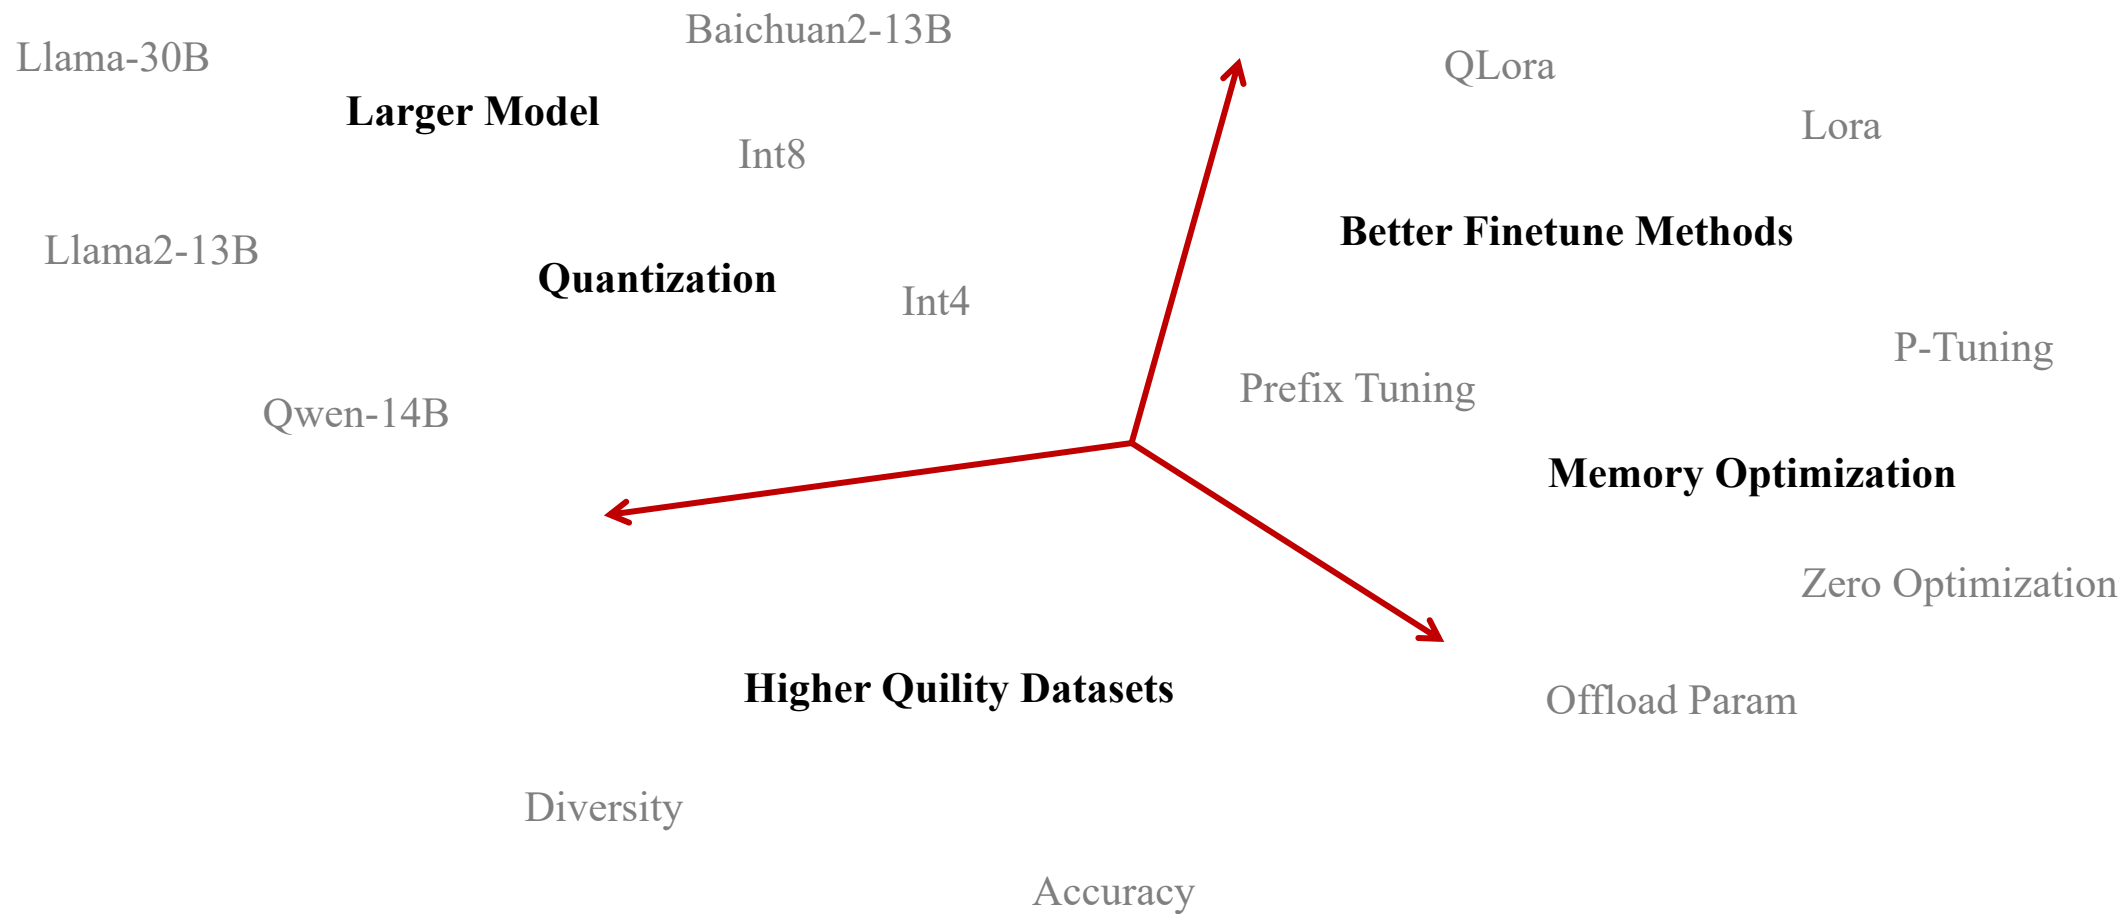 Llama-30B
Baichuan2-13B
Larger Model
Int8
Llama2-13B
Quantization
Int4
Qwen-14B
QLora
Lora
Better Finetune Methods
P-Tuning
Prefix Tuning
Memory Optimization
Zero Optimization
Offload Param
Higher Quility Datasets
Diversity
Accuracy